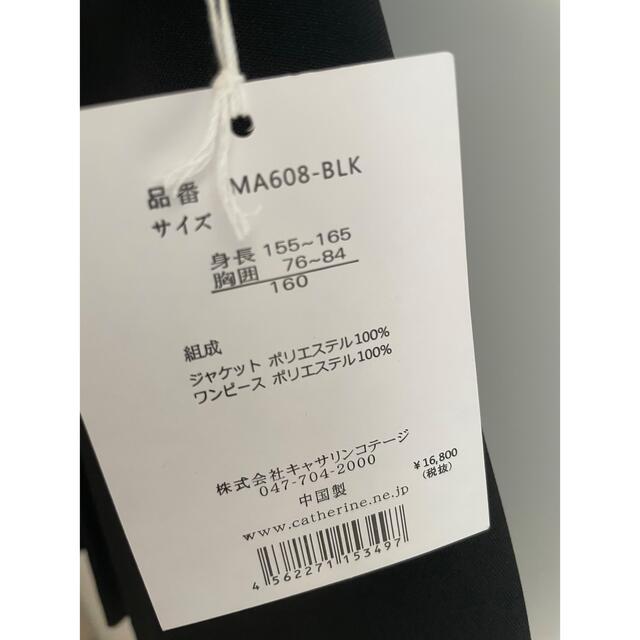 品番 MA608-BLK
サイズ
身長 155~165
胸囲 76~84
160
組成
ジャケット ポリエステル100%
ワンピース ポリエステル100%
株式会社キャサリンコテージ
047-704-2000
¥16,800
(税抜)
中国製
www.catherine.ne.jp
4 562271 153497